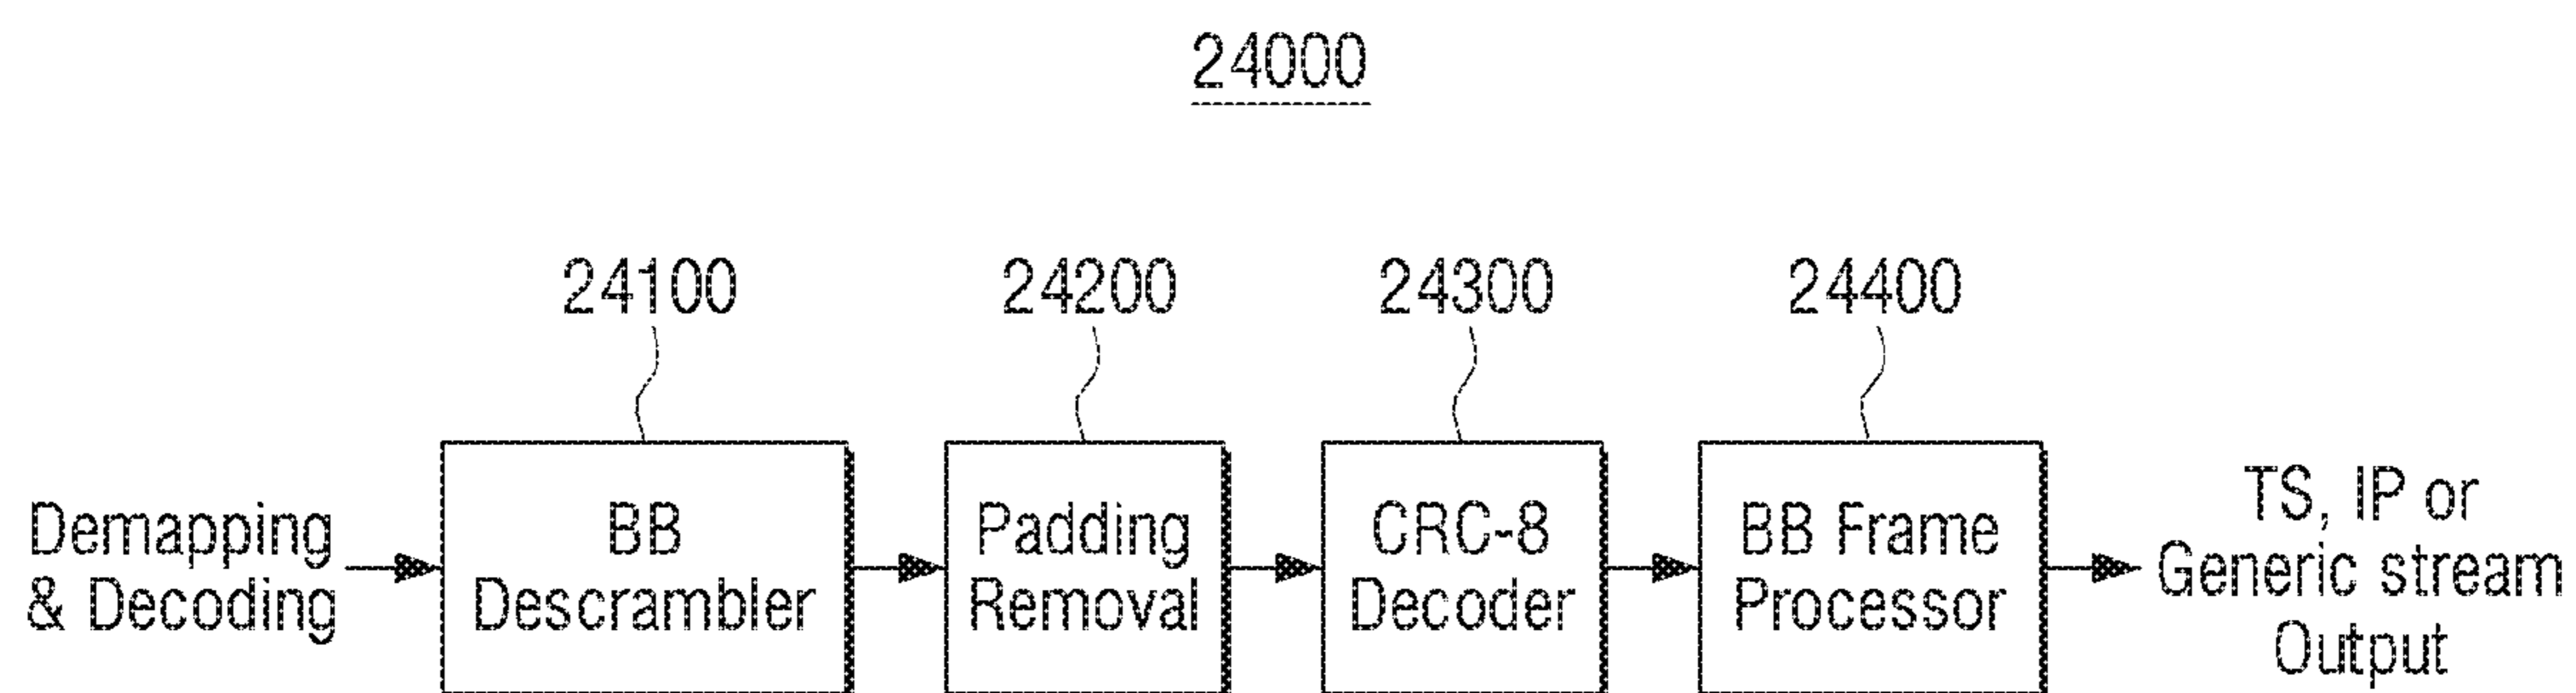 24000
24100
24200
24300
24400
Demapping
& Decoding
BB
Descrambler
Padding
Removal
CRC-8
Decoder
BB Frame
Processor
TS, IP or
Generic stream
Output